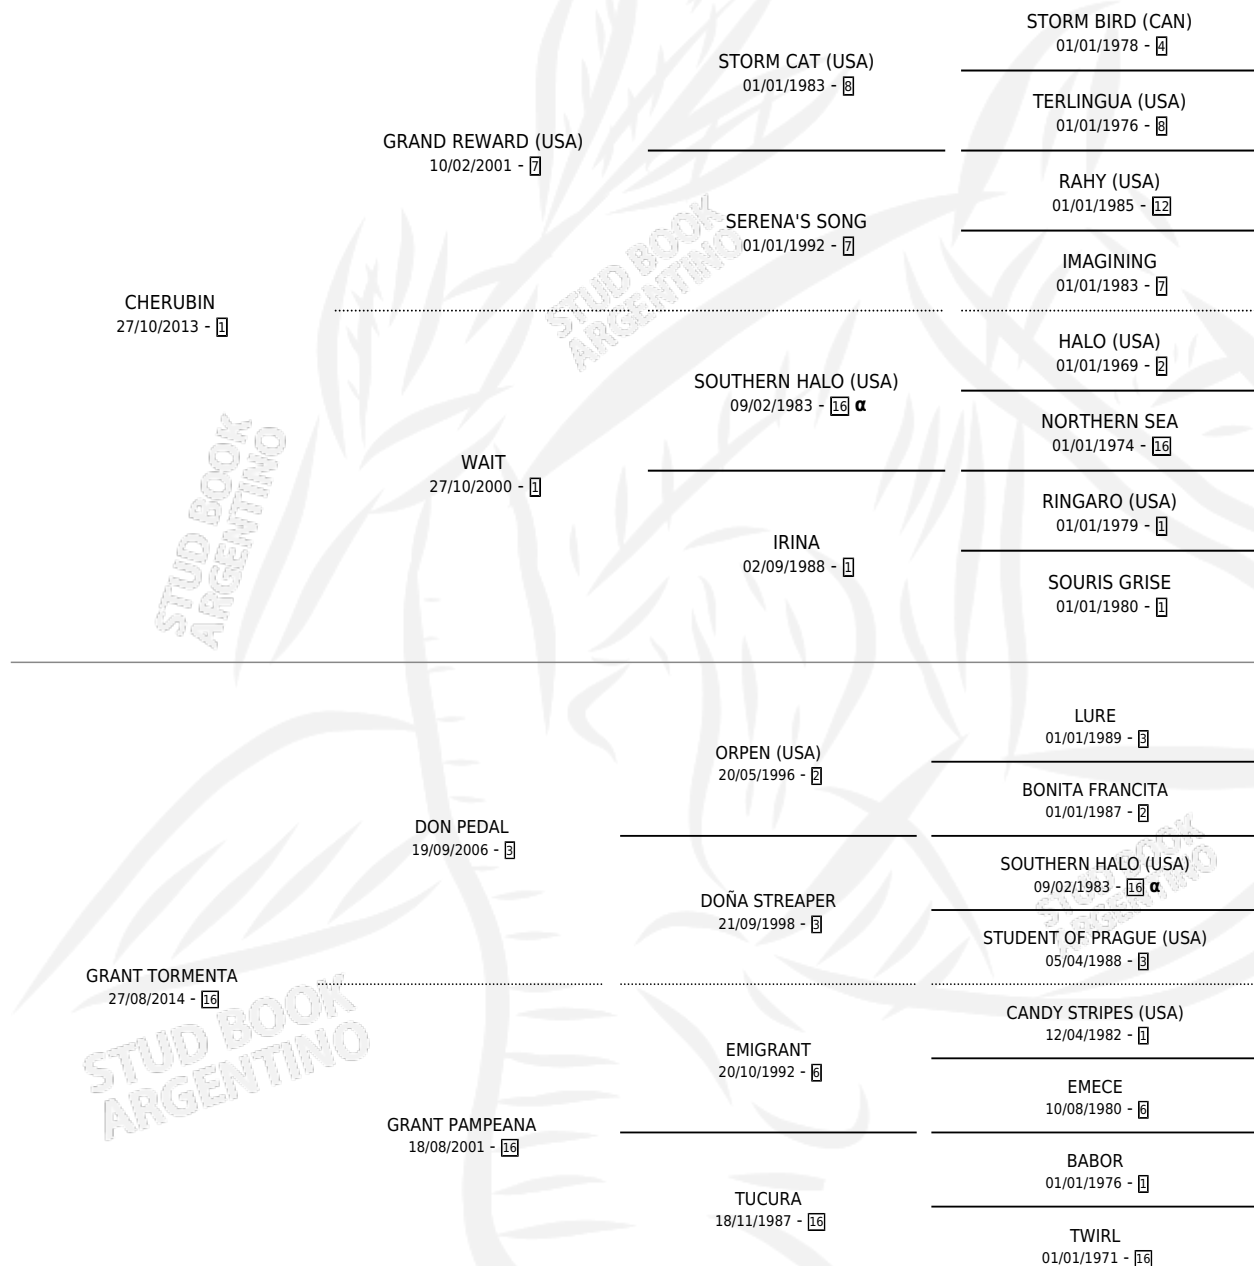 STORM BIRD (CAN)
01/01/1978 - 4
STORM CAT (USA)
01/01/1983 - 8
TERLINGUA (USA)
01/01/1976 - 8
GRAND REWARD (USA)
10/02/2001 - 7
RAHY (USA)
01/01/1985 - 12
SERENA'S SONG
01/01/1992 - 7
IMAGINING
01/01/1983 - 7
CHERUBIN
27/10/2013 - 1
HALO (USA)
01/01/1969 - 2
SOUTHERN HALO (USA)
09/02/1983 - 16 α
NORTHERN SEA
01/01/1974 - 16
WAIT
27/10/2000 - 1
RINGARO (USA)
01/01/1979 - 1
IRINA
02/09/1988 - 1
SOURIS GRISE
01/01/1980 - 1
STUD BOOK
ARGENTINO
STUD BOOK
ARGENTINO
LURE
01/01/1989 - 3
ORPEN (USA)
20/05/1996 - 2
BONITA FRANCITA
01/01/1987 - 2
DON PEDAL
19/09/2006 - 3
SOUTHERN HALO (USA)
09/02/1983 - 16 α
DOÑA STREAPER
21/09/1998 - 3
STUDENT OF PRAGUE (USA)
05/04/1988 - 3
GRANT TORMENTA
27/08/2014 - 16
CANDY STRIPES (USA)
12/04/1982 - 1
EMIGRANT
20/10/1992 - 6
EMECE
10/08/1980 - 6
GRANT PAMPEANA
18/08/2001 - 16
BABOR
01/01/1976 - 1
TUCURA
18/11/1987 - 16
TWIRL
01/01/1971 - 16
STUD BOOK
ARGENTINO
STUD BOOK
ARGENTINO